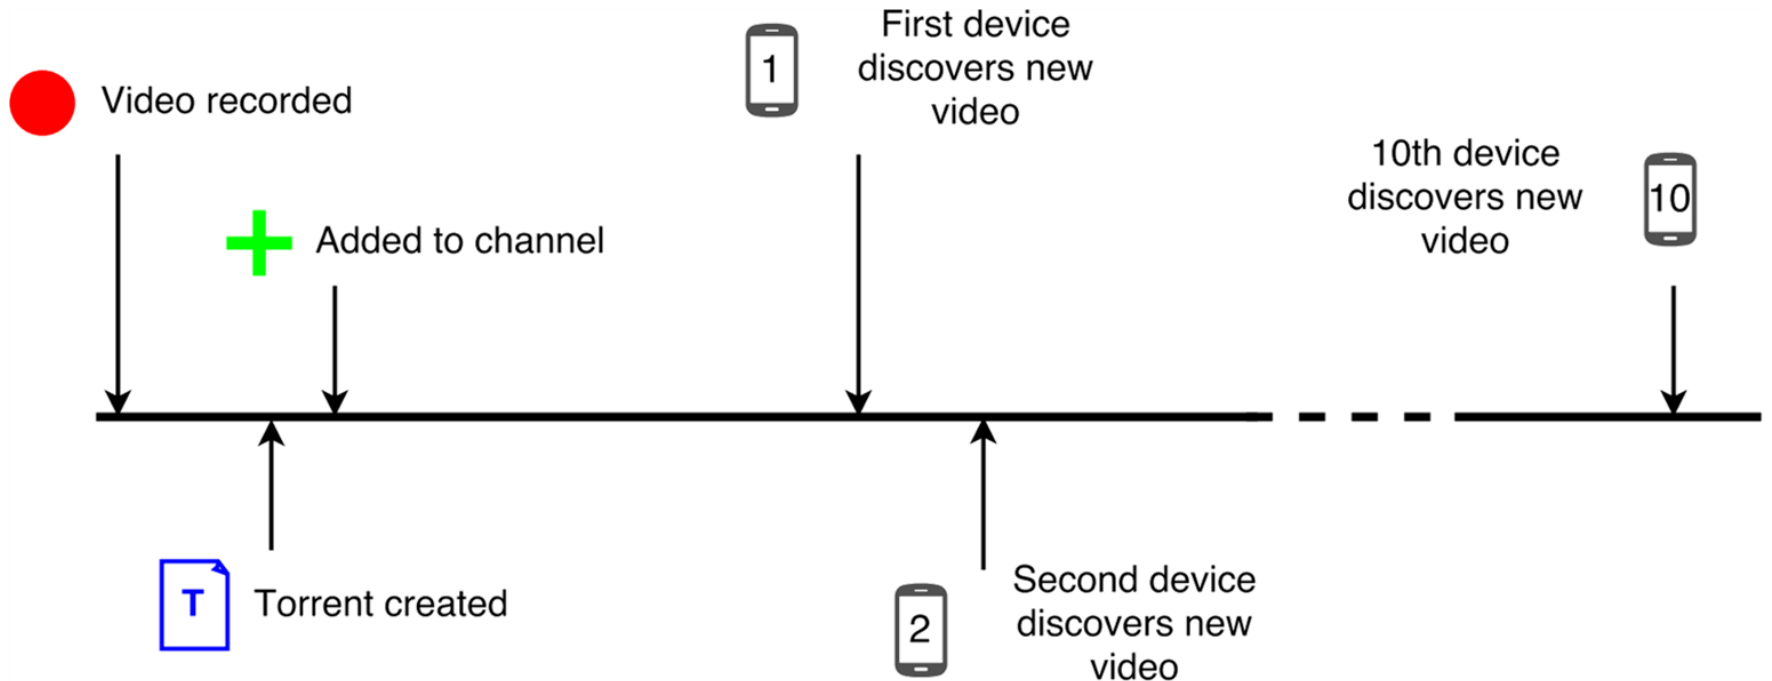 Video recorded
Added to channel
1
First device
discovers new
video
10th device
discovers new
video
10
T
Torrent created
2
Second device
discovers new
video